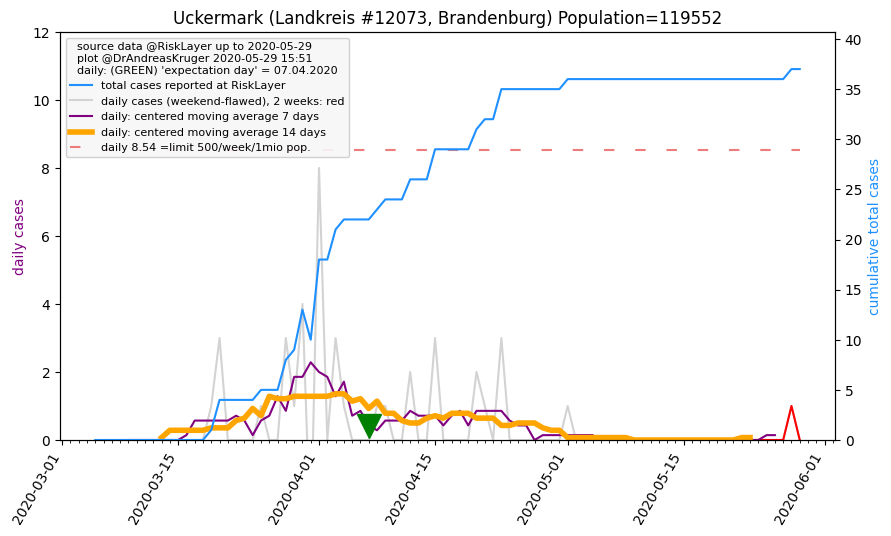 Uckermark (Landkreis #12073, Brandenburg) Population=119552
source data @RiskLayer up to 2020-05-29
plot @DrAndreasKruger 2020-05-29 15:51
daily: (GREEN) 'expectation day' = 07.04.2020
total cases reported at RiskLayer
daily cases (weekend-flawed), 2 weeks: red
daily: centered moving average 7 days
daily: centered moving average 14 days
daily 8.54 =limit 500/week/1mio pop.
daily cases
12
10
8
6
4
2
0
cumulative total cases
40
35
30
25
20
15
10
5
0
2020-03-01
2020-03-15
2020-04-01
2020-04-15
2020-05-01
2020-05-15
2020-06-01